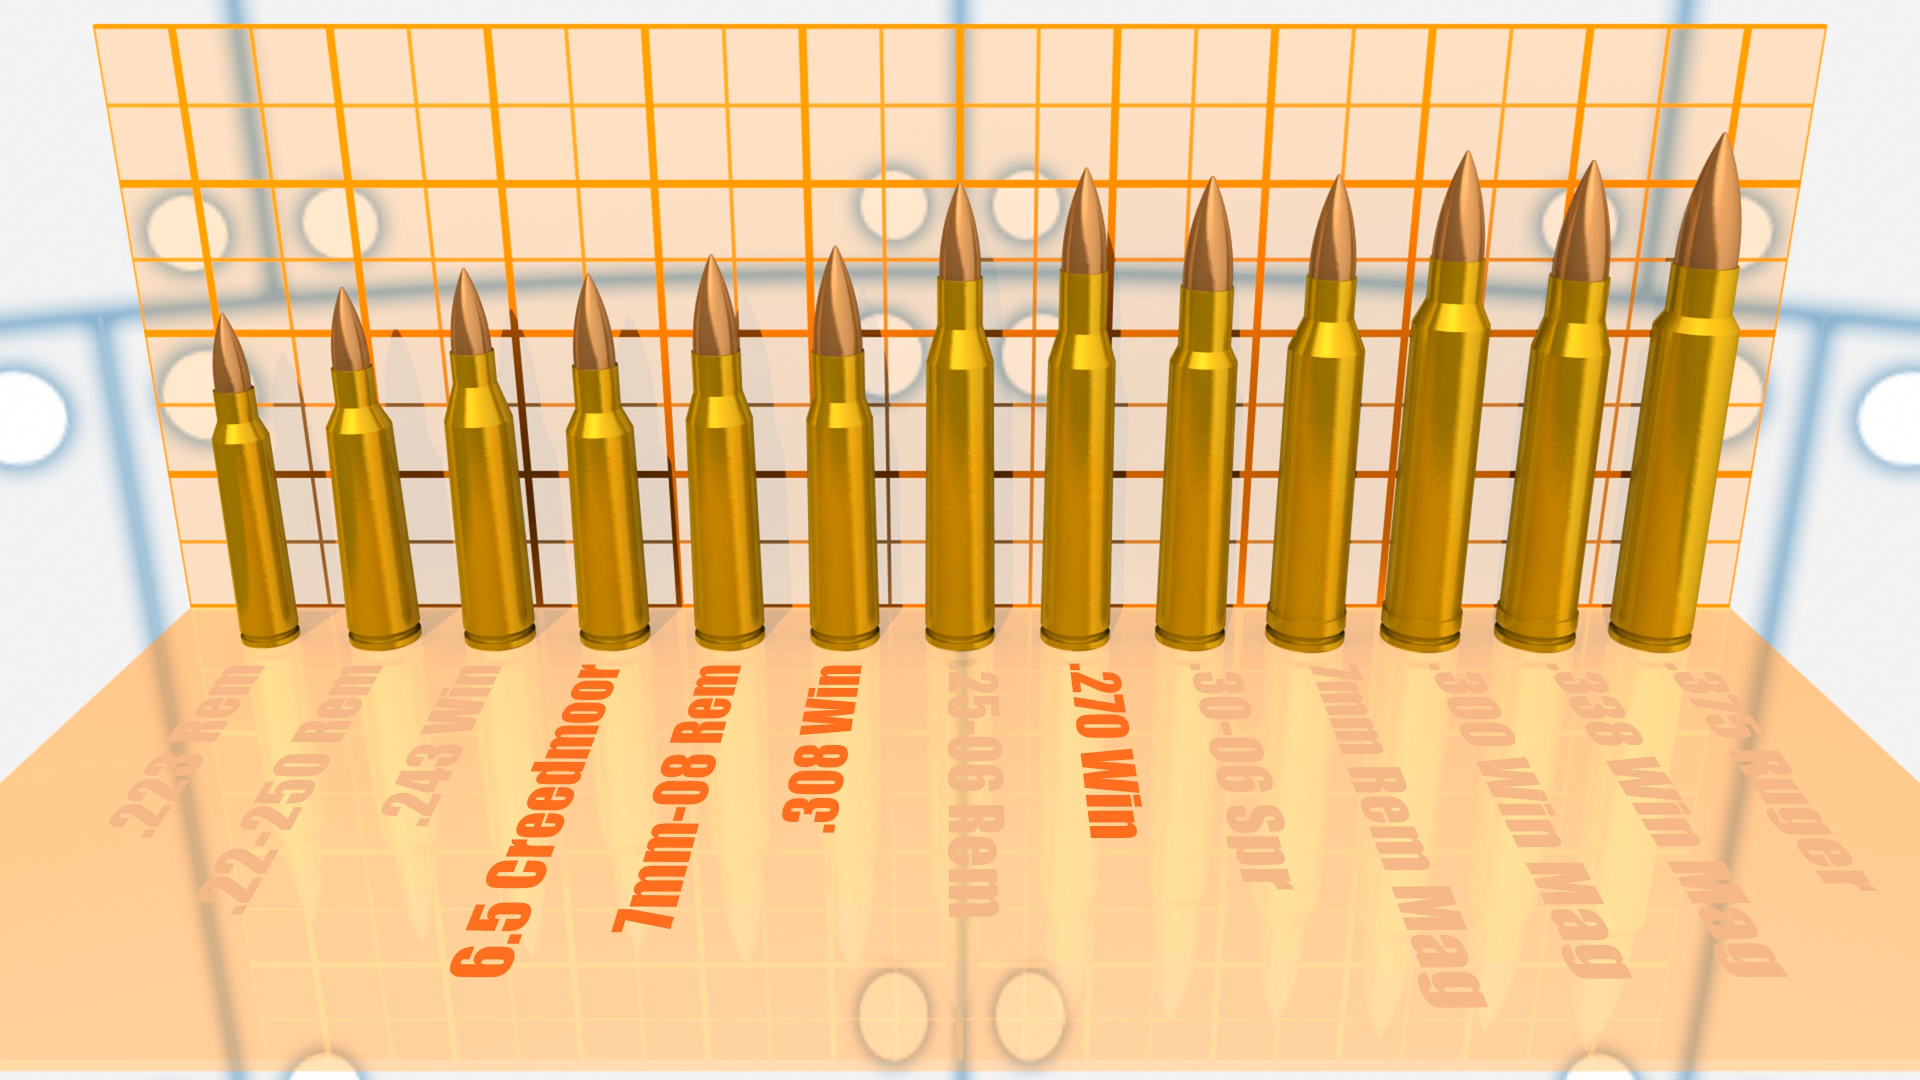 .223 Rem
.22-250 Rem
.243 Win
6.5 Creedmoor
7mm-08 Rem
.308 Win
.25-06 Rem
.270 Win
.30-06 Spr
7mm Rem Mag
.300 Win Mag
.338 Win Mag
.375 Ruger